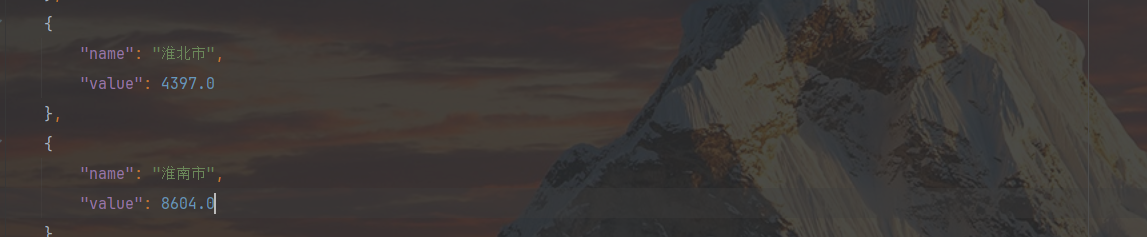 {
"name": "淮北市",
"value": 4397.0
},
{
"name": "淮南市",
"value": 8604.0
}